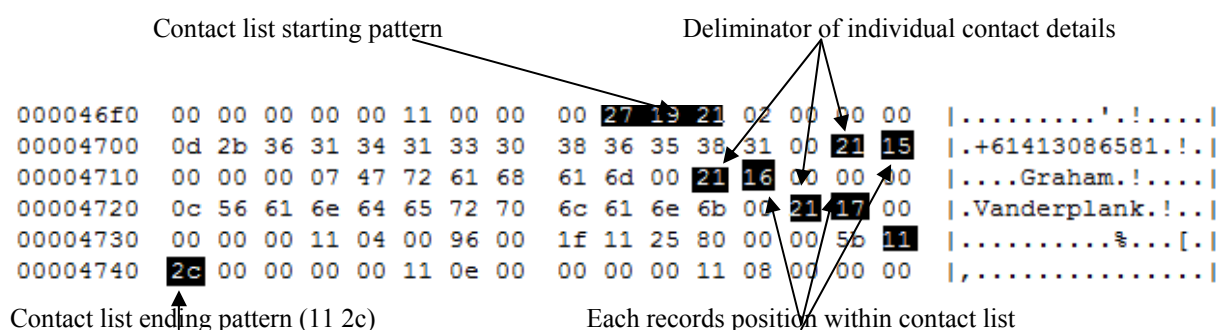 Contact list starting pattern Deliminator of individual contact details
000046f0 00 00 00 00 00 11 00 00 00 27 19 21 02 00 00 00 |.........'.!....|
00004700 0d 2b 36 31 34 31 33 30 38 36 35 38 31 00 21 15 |.+61413086581.!.|
00004710 00 00 00 07 47 72 61 68 61 6d 00 21 16 00 00 00 |....Graham.!....|
00004720 0c 56 61 6e 64 65 72 70 6c 61 6e 6b 00 21 17 00 |.Vanderplank.!..|
00004730 00 00 00 11 04 00 96 00 1f 11 25 80 00 00 5b 11 |..........%...[.|
00004740 2c 00 00 00 00 11 0e 00 00 00 00 11 08 00 00 00 |,...............|
Contact list ending pattern (11 2c) Each records position within contact list